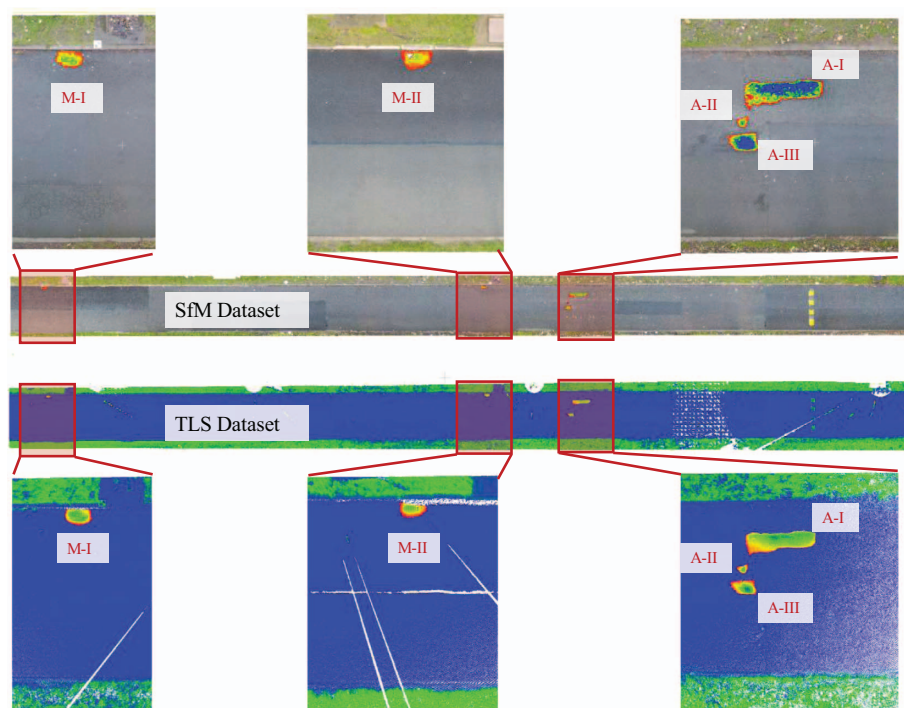 M-I
M-II
A-I
A-II
A-III
SfM Dataset
TLS Dataset
M-I
M-II
A-I
A-II
A-III